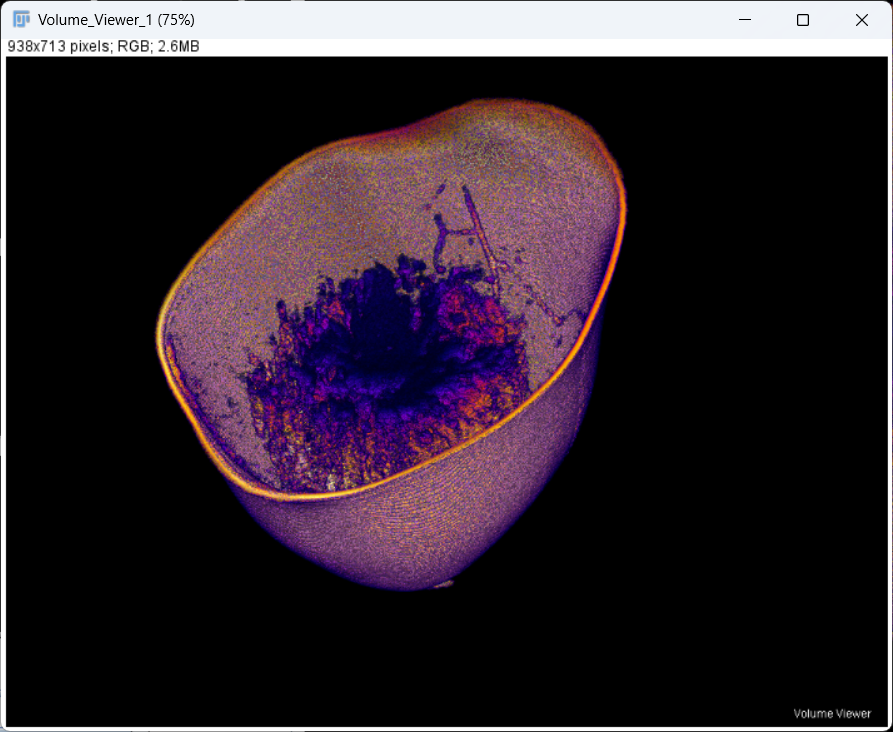 Volume_Viewer_1 (75%)
938x713 pixels; RGB; 2.6MB
Volume Viewer